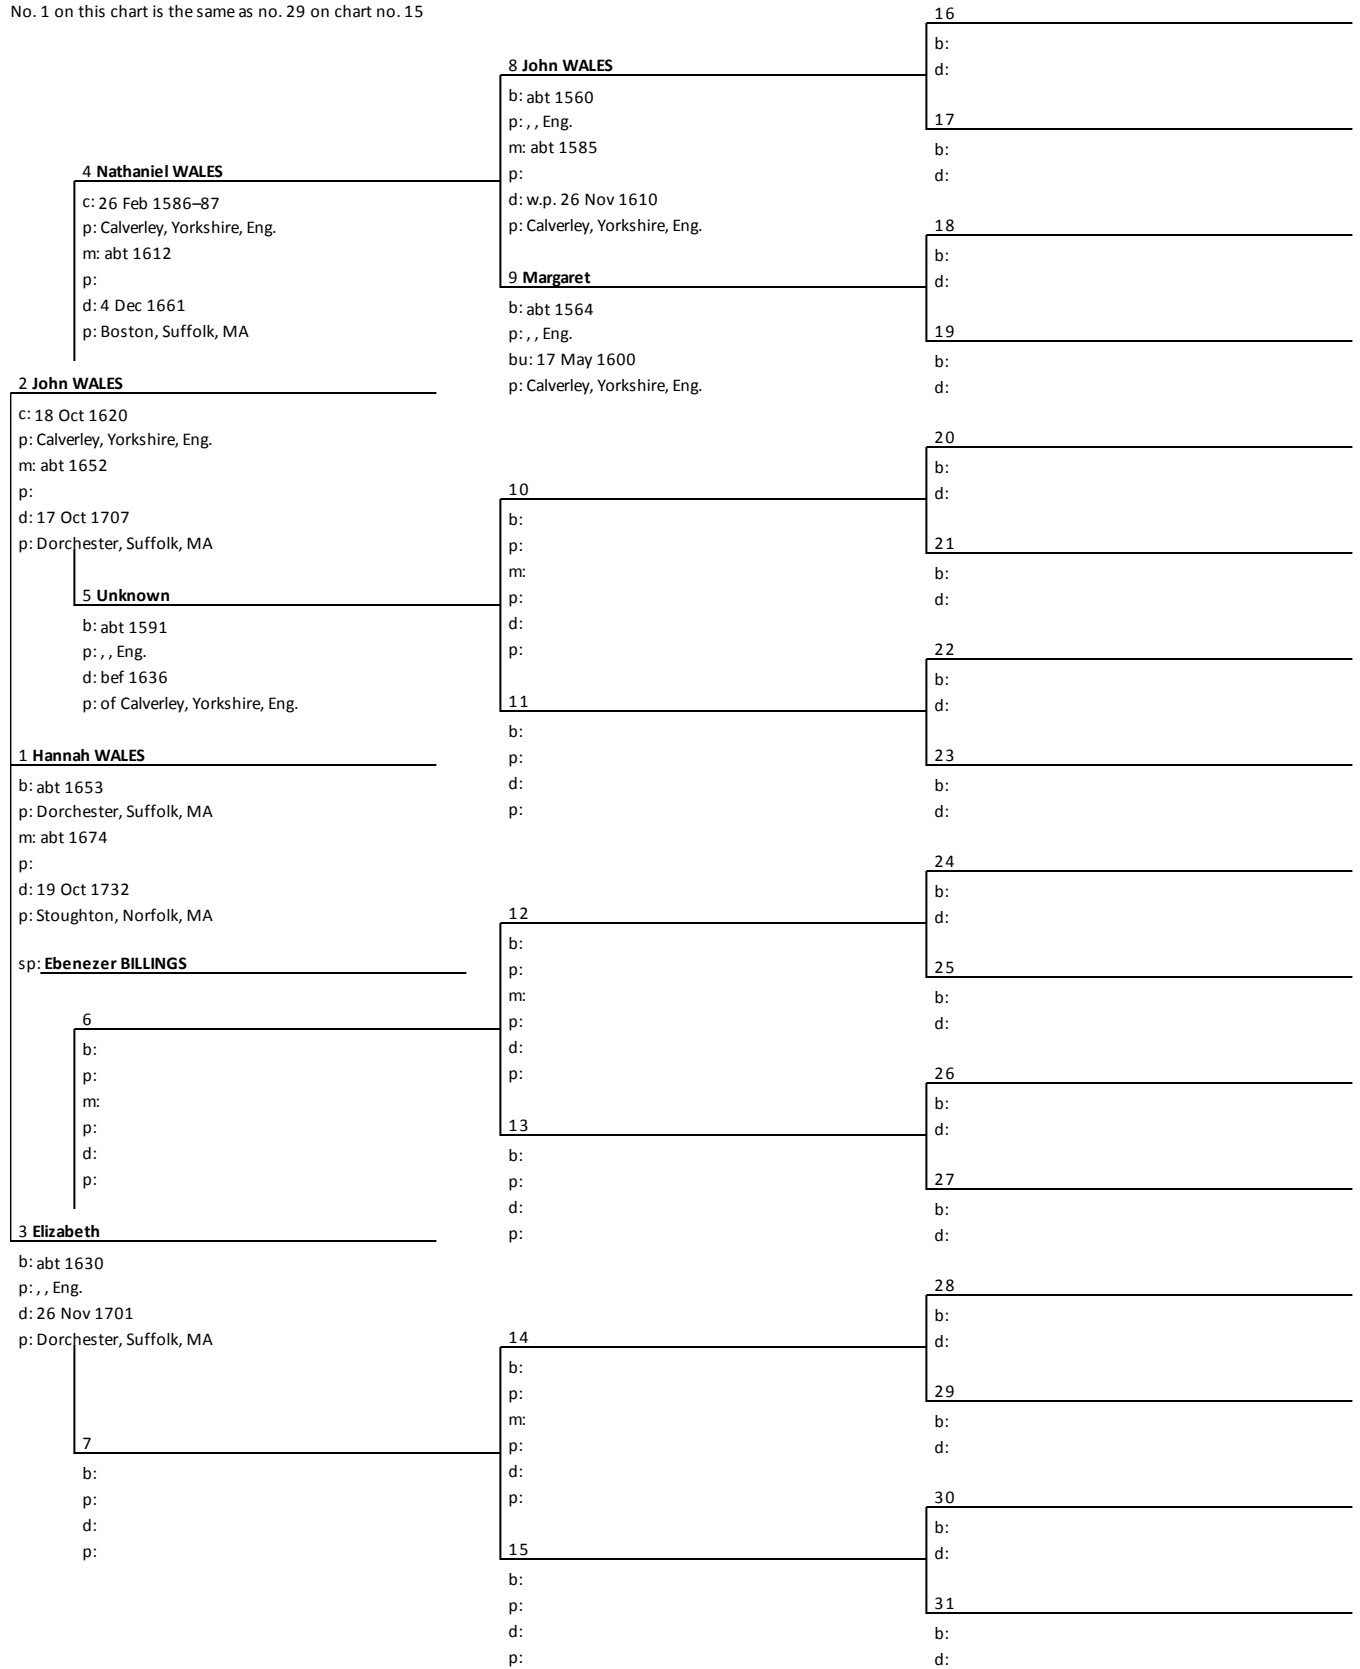 No. 1 on this chart is the same as no. 29 on chart no. 15
4 Nathaniel WALES
c: 26 Feb 1586–87
p: Calverley, Yorkshire, Eng.
m: abt 1612
p:
d: 4 Dec 1661
p: Boston, Suffolk, MA
2 John WALES
c: 18 Oct 1620
p: Calverley, Yorkshire, Eng.
m: abt 1652
p:
d: 17 Oct 1707
p: Dorchester, Suffolk, MA
5 Unknown
b: abt 1591
p: , , Eng.
d: bef 1636
p: of Calverley, Yorkshire, Eng.
1 Hannah WALES
b: abt 1653
p: Dorchester, Suffolk, MA
m: abt 1674
p:
d: 19 Oct 1732
p: Stoughton, Norfolk, MA
sp: Ebenezer BILLINGS
6
b:
p:
m:
p:
d:
p:
3 Elizabeth
b: abt 1630
p: , , Eng.
d: 26 Nov 1701
p: Dorchester, Suffolk, MA
7
b:
p:
d:
p:
8 John WALES
b: abt 1560
p: , , Eng.
m: abt 1585
p:
d: w.p. 26 Nov 1610
p: Calverley, Yorkshire, Eng.
9 Margaret
b: abt 1564
p: , , Eng.
bu: 17 May 1600
p: Calverley, Yorkshire, Eng.
10
b:
p:
m:
p:
d:
p:
11
b:
p:
d:
p:
12
b:
p:
m:
p:
d:
p:
13
b:
p:
d:
p:
14
b:
p:
m:
p:
d:
p:
15
b:
p:
d:
p:
16
b:
d:
17
b:
d:
18
b:
d:
19
b:
d:
20
b:
d:
21
b:
d:
22
b:
d:
23
b:
d:
24
b:
d:
25
b:
d:
26
b:
d:
27
b:
d:
28
b:
d:
29
b:
d:
30
b:
d:
31
b:
d: